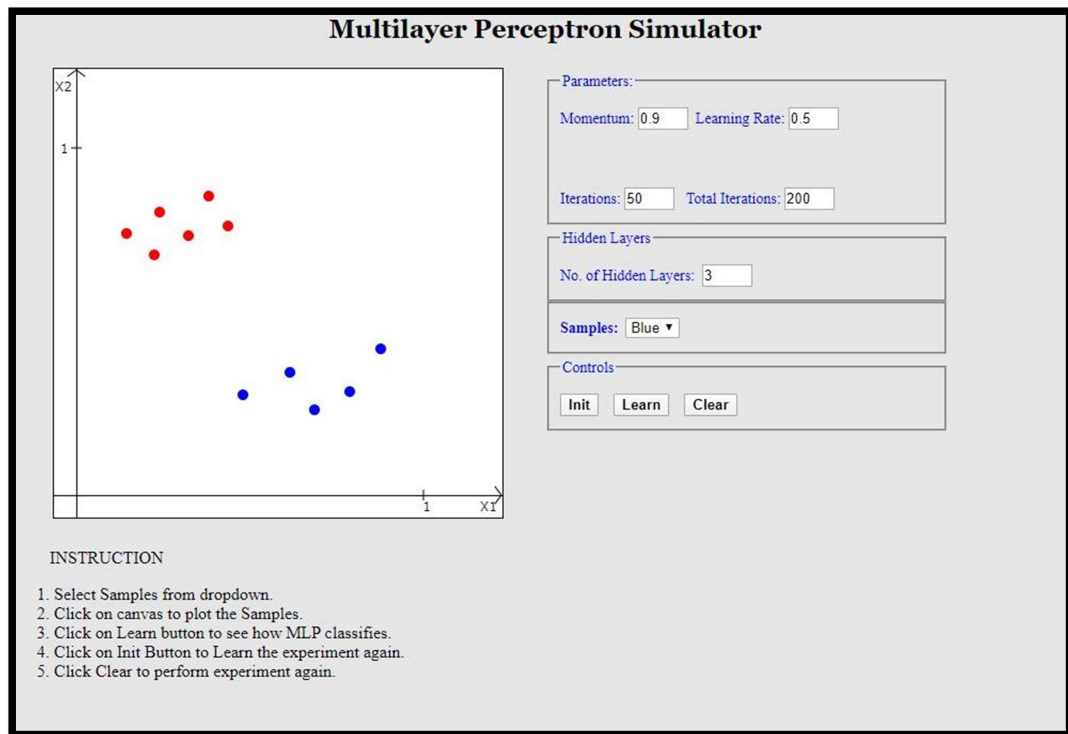 Multilayer Perceptron Simulator
X2
1
1
X1
Parameters:
Momentum: 0.9 Learning Rate: 0.5
Iterations: 50 Total Iterations: 200
Hidden Layers
No. of Hidden Layers: 3
Samples: Blue
Controls
Init Learn Clear
INSTRUCTION
1. Select Samples from dropdown.
2. Click on canvas to plot the Samples.
3. Click on Learn button to see how MLP classifies.
4. Click on Init Button to Learn the experiment again.
5. Click Clear to perform experiment again.